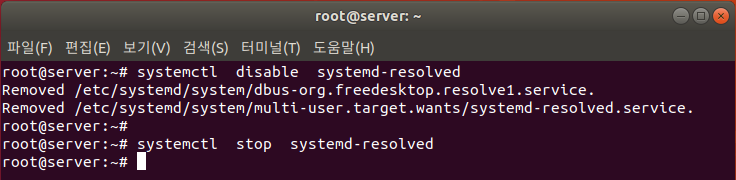 root@server: ~
파일(F) 편집(E) 보기(V) 검색(S) 터미널(T) 도움말(H)
root@server:~# systemctl  disable  systemd-resolved
Removed /etc/systemd/system/dbus-org.freedesktop.resolve1.service.
Removed /etc/systemd/system/multi-user.target.wants/systemd-resolved.service.
root@server:~#
root@server:~# systemctl  stop  systemd-resolved
root@server:~#